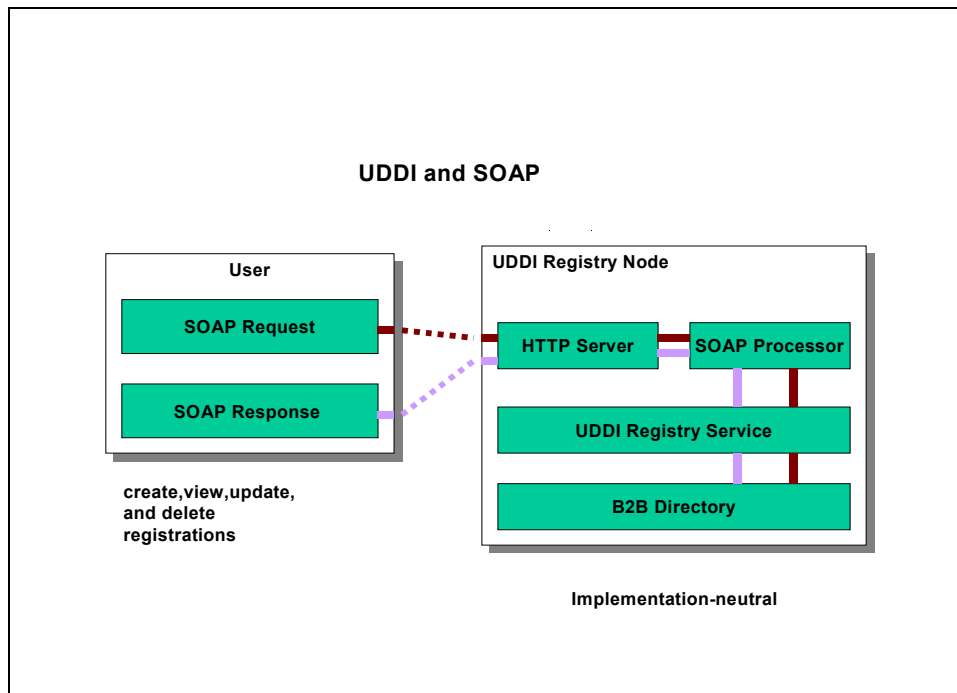 UDDI and SOAP
User
SOAP Request
SOAP Response
create,view,update,
and delete
registrations
UDDI Registry Node
HTTP Server
SOAP Processor
UDDI Registry Service
B2B Directory
Implementation-neutral